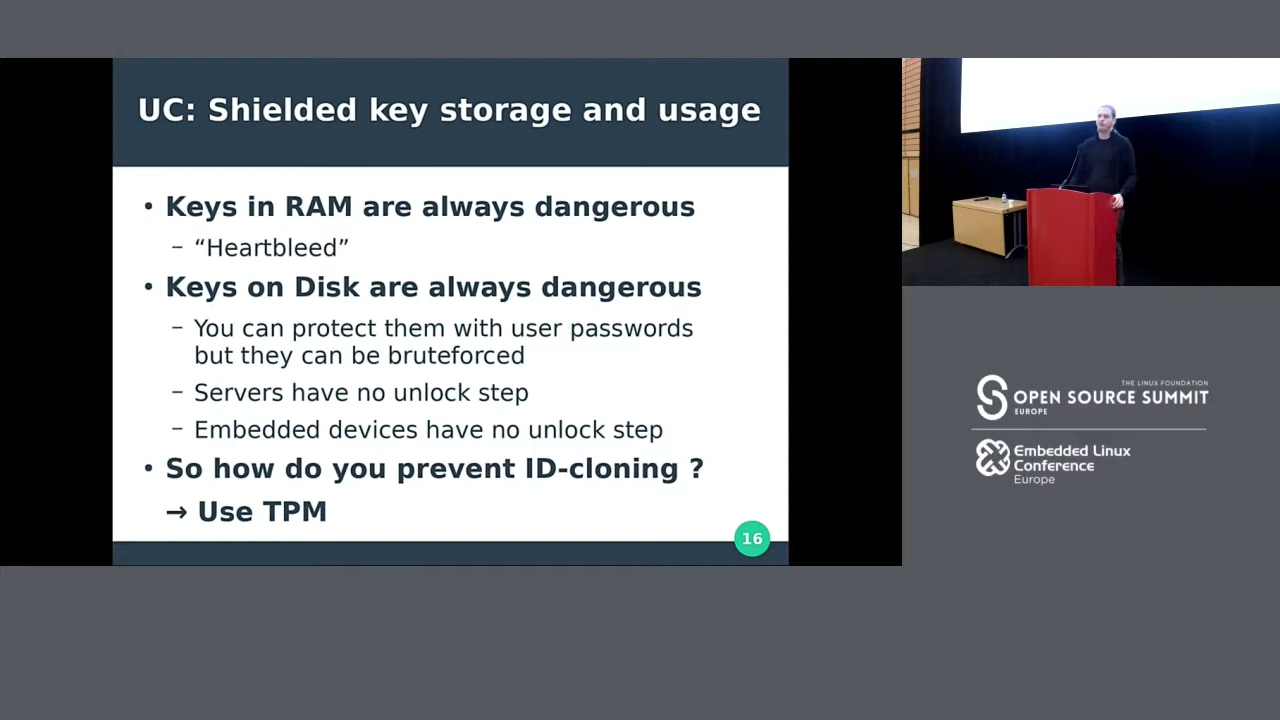 UC: Shielded key storage and usage
• Keys in RAM are always dangerous
– “Heartbleed”
• Keys on Disk are always dangerous
– You can protect them with user passwords
but they can be bruteforced
– Servers have no unlock step
– Embedded devices have no unlock step
• So how do you prevent ID-cloning ?
→ Use TPM
16
THE LINUX FOUNDATION
OPEN SOURCE SUMMIT
EUROPE
Embedded Linux
Conference
Europe